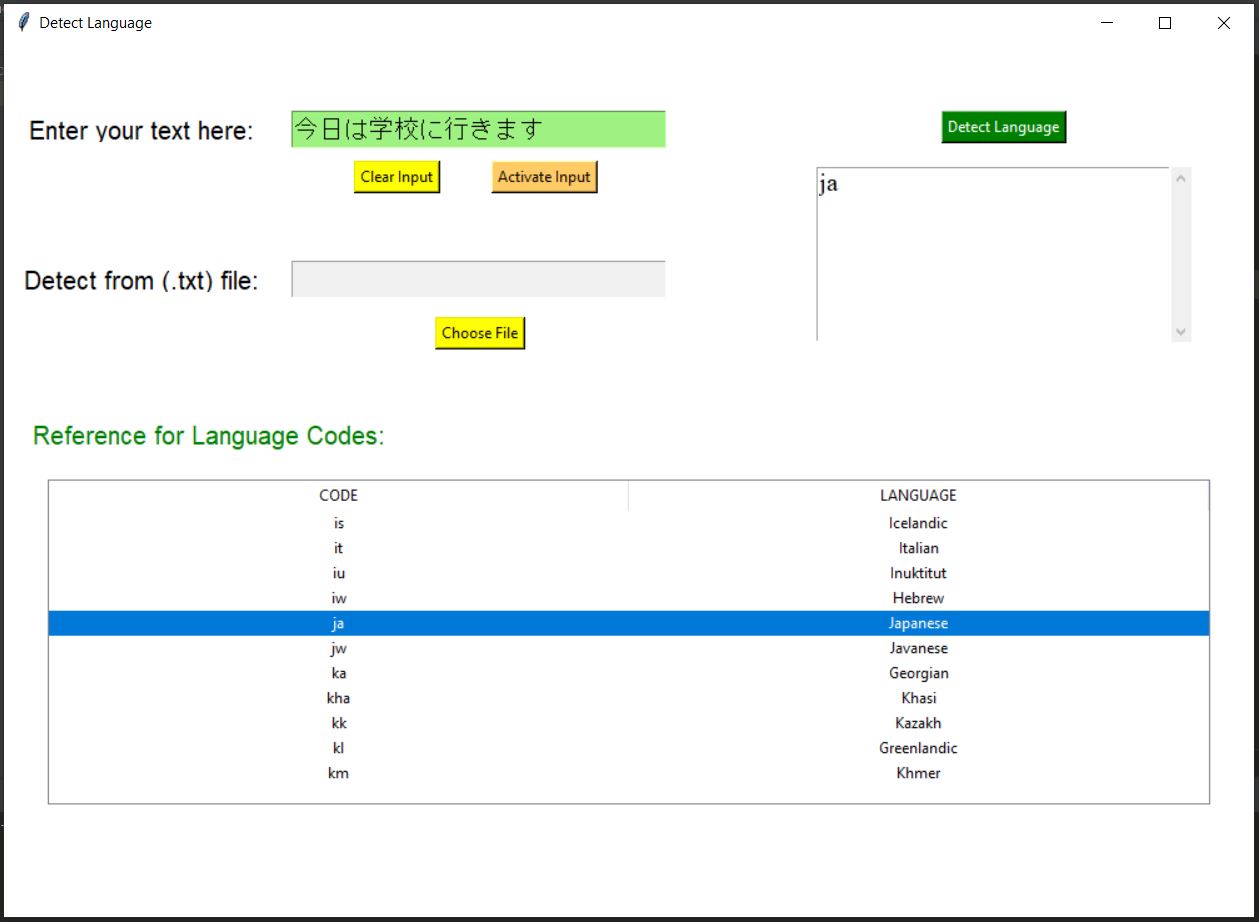 Detect Language
Enter your text here:
今日は学校に行きます
Detect Language
Clear Input
Activate Input
ja
Detect from (.txt) file:
Choose File
Reference for Language Codes:
CODE LANGUAGE
is Icelandic
it Italian
iu Inuktitut
iw Hebrew
ja Japanese
jw Javanese
ka Georgian
kha Khasi
kk Kazakh
kl Greenlandic
km Khmer